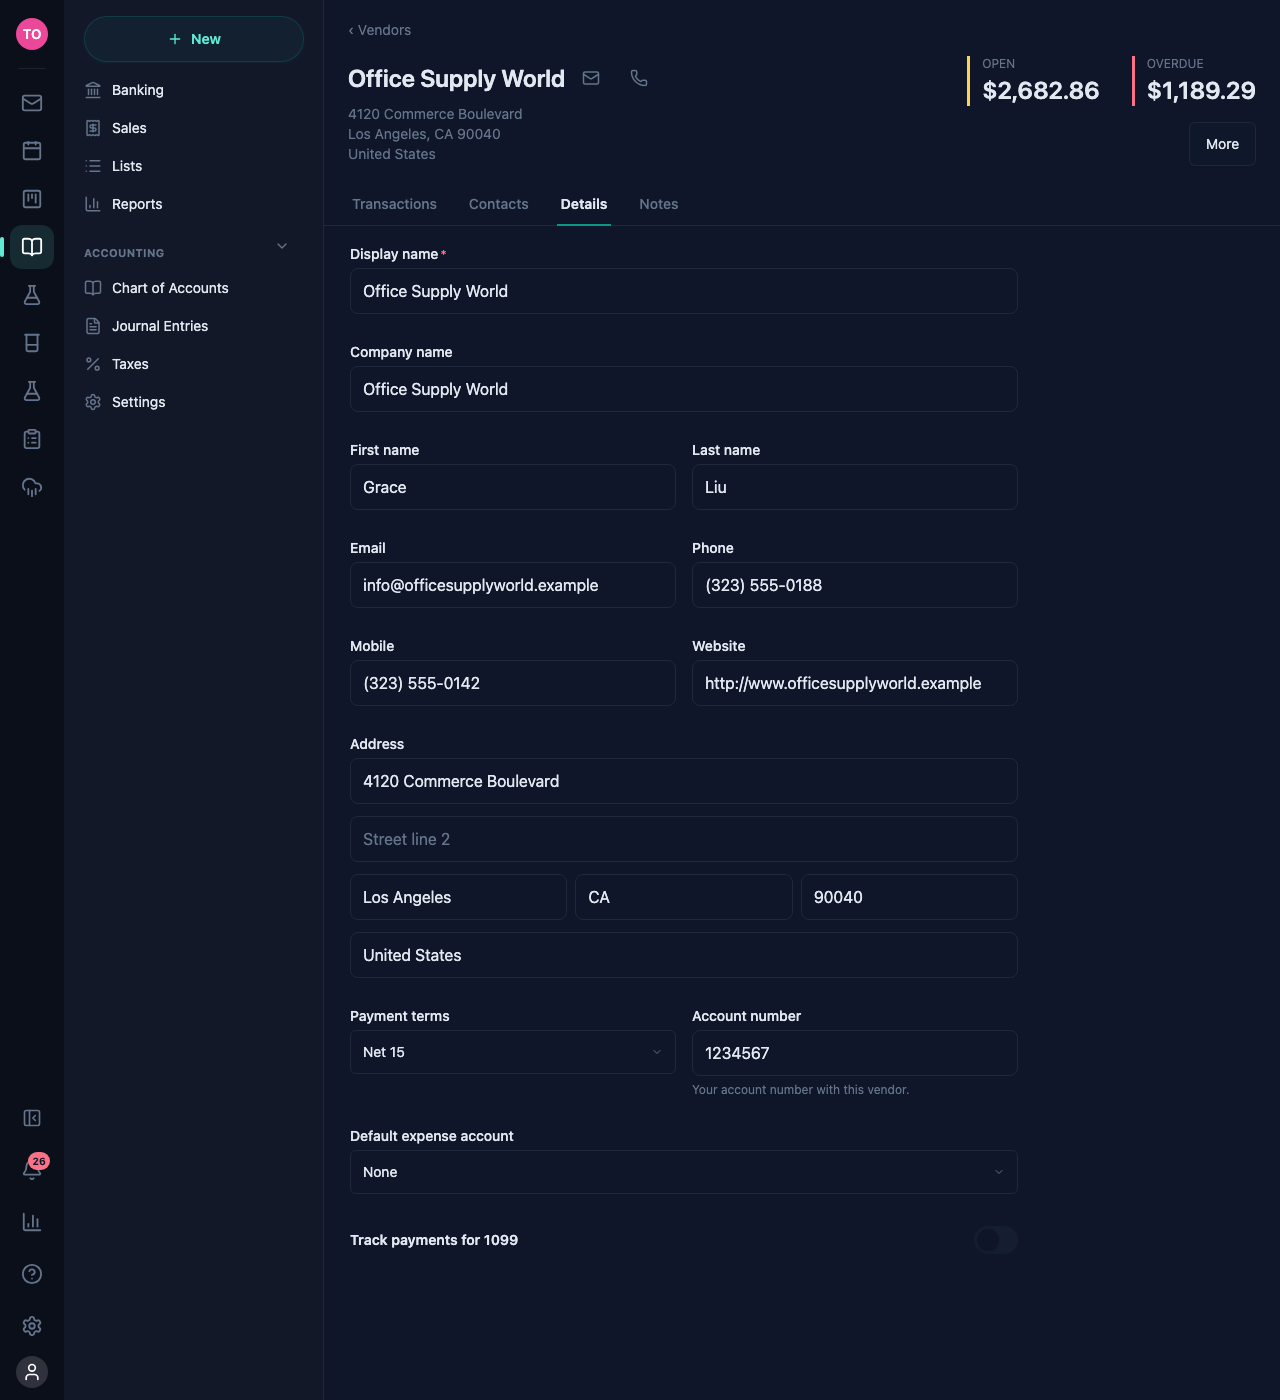 TO
New
Banking
Sales
Lists
Reports
ACCOUNTING
Chart of Accounts
Journal Entries
Taxes
Settings
26
‹ Vendors
Office Supply World
4120 Commerce Boulevard
Los Angeles, CA 90040
United States
OPEN
$2,682.86
OVERDUE
$1,189.29
More
Transactions
Contacts
Details
Notes
Display name *
Office Supply World
Company name
Office Supply World
First name
Grace
Last name
Liu
Email
info@officesupplyworld.example
Phone
(323) 555-0188
Mobile
(323) 555-0142
Website
http://www.officesupplyworld.example
Address
4120 Commerce Boulevard
Street line 2
Los Angeles
CA
90040
United States
Payment terms
Net 15
Account number
1234567
Your account number with this vendor.
Default expense account
None
Track payments for 1099